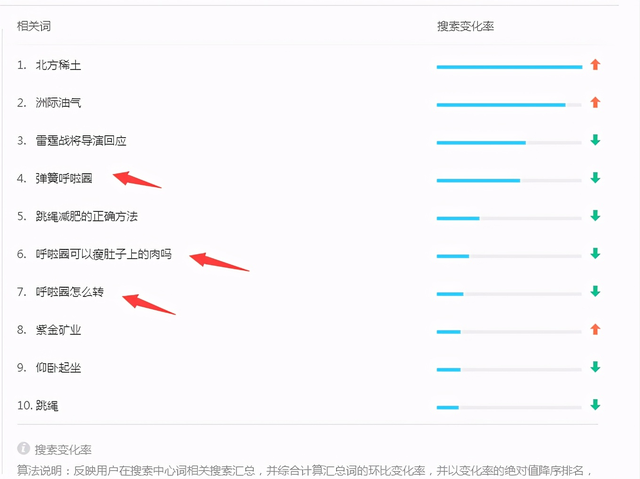 相关词 搜索变化率
1. 北方稀土
2. 洲际油气
3. 雷霆战将导演回应
4. 弹簧呼啦圈
5. 跳绳减肥的正确方法
6. 呼啦圈可以瘦肚子上的肉吗
7. 呼啦圈怎么转
8. 紫金矿业
9. 仰卧起坐
10. 跳绳
搜索变化率
算法说明：反映用户在搜索中心词相关搜索汇总，并综合计算汇总词的环比变化率，并以变化率的绝对值降序排名，